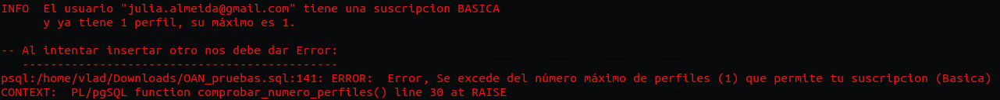 INFO  El usuario "julia.almeida@gmail.com" tiene una suscripcion BASICA
      y ya tiene 1 perfil, su máximo es 1.
-- Al intentar insertar otro nos debe dar Error:
   ---------------------------------------------
psql:/home/vlad/Downloads/OAN_pruebas.sql:141: ERROR:  Error, Se excede del número máximo de perfiles (1) que permite tu suscripcion (Basica)
CONTEXT:  PL/pgSQL function comprobar_numero_perfiles() line 30 at RAISE